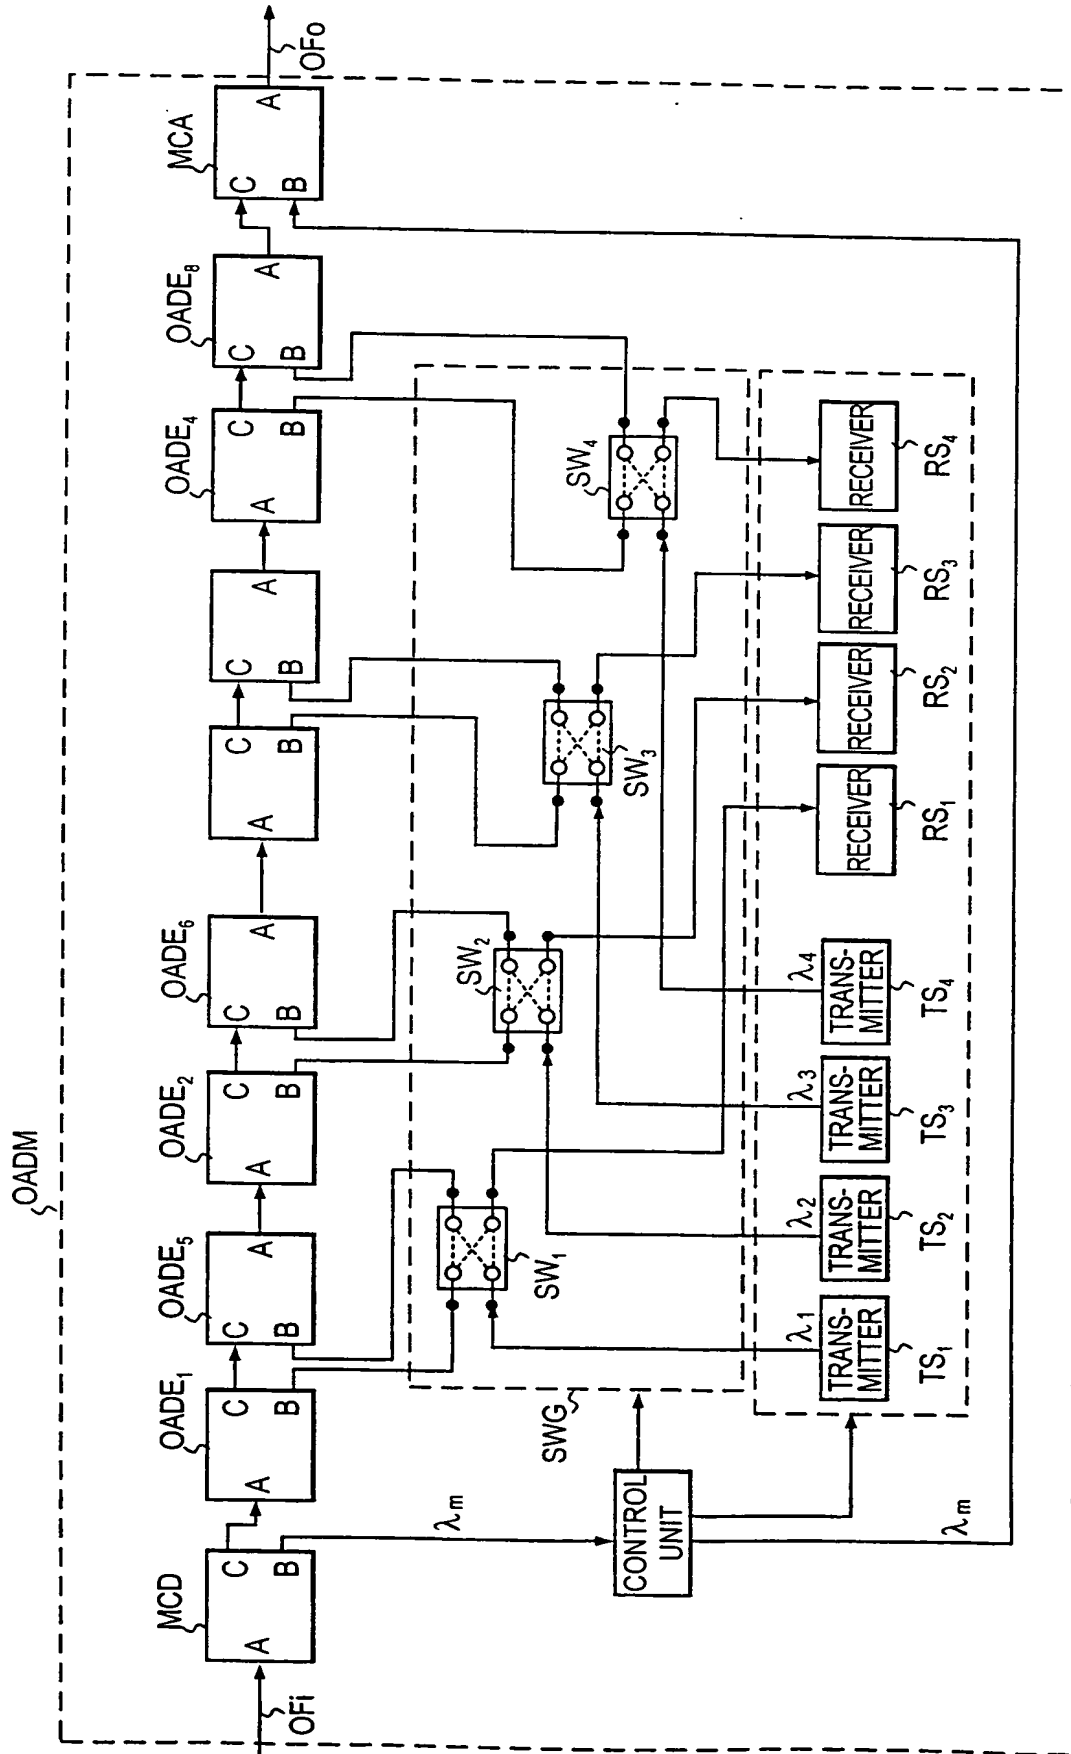 OADM
OFi
MCD
A
C
B
OADE1
A
C
B
OADE5
C
B
A
OADE2
A
C
B
OADE6
C
B
A
A
C
B
C
B
A
OADE4
A
C
B
OADE8
C
B
A
MCA
C
B
A
OFo
λm
SWG
SW1
SW2
SW3
SW4
CONTROL
UNIT
λm
λ1
TRANS-
MITTER
TS1
λ2
TRANS-
MITTER
TS2
λ3
TRANS-
MITTER
TS3
λ4
TRANS-
MITTER
TS4
RECEIVER
RS1
RECEIVER
RS2
RECEIVER
RS3
RECEIVER
RS4